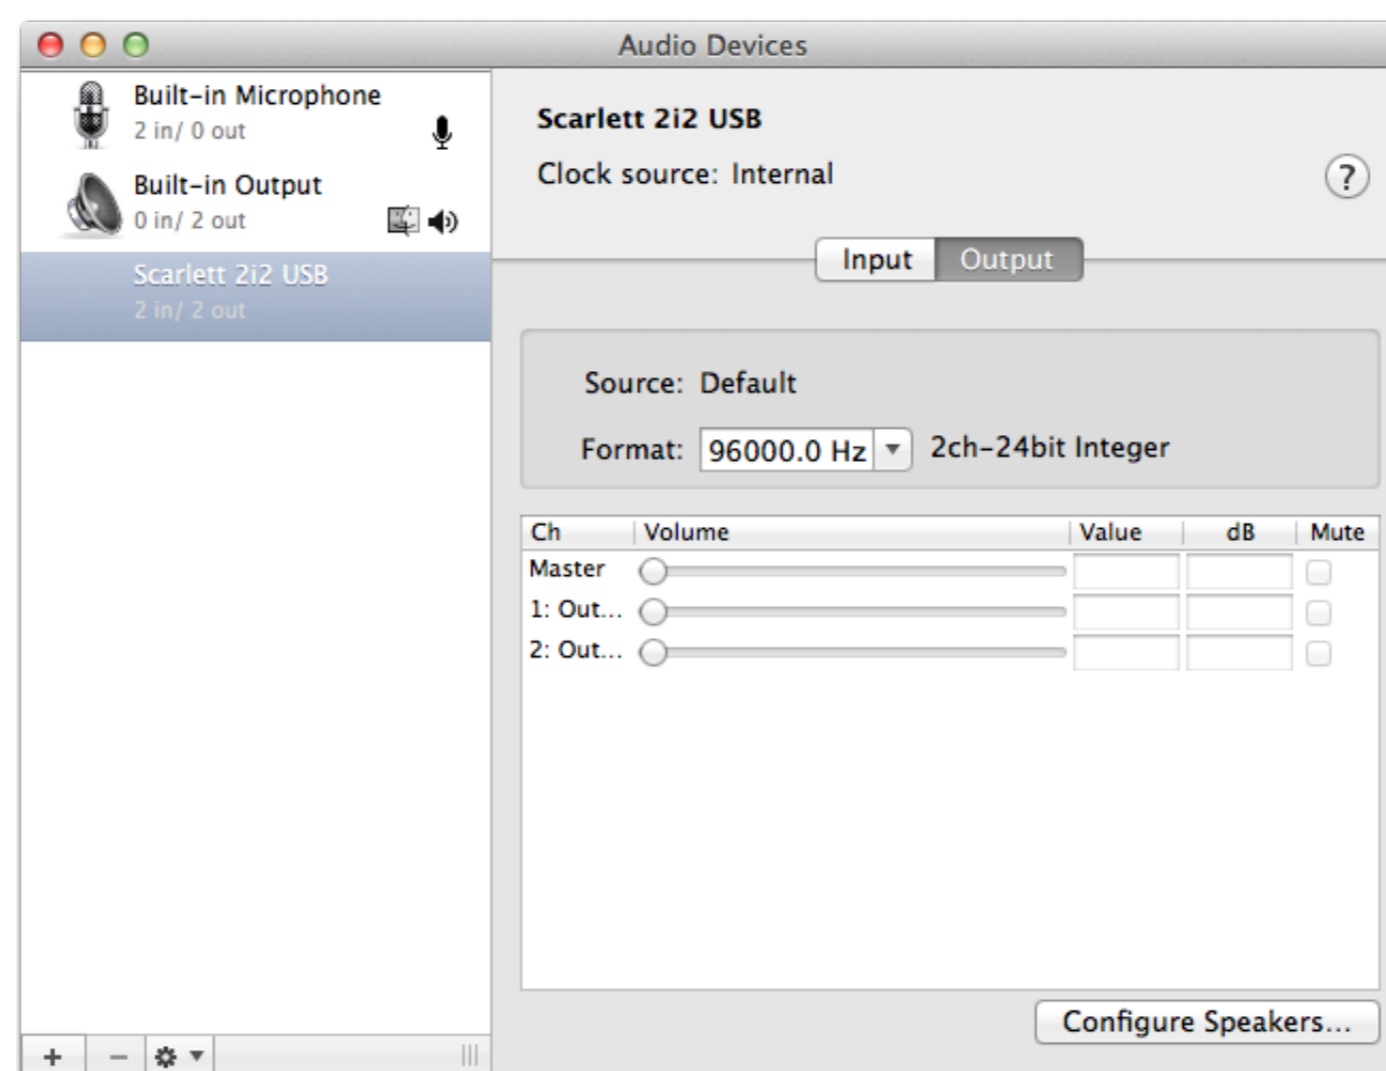 Audio Devices
Built-in Microphone
2 in/ 0 out
Built-in Output
0 in/ 2 out
Scarlett 2i2 USB
2 in/ 2 out
Scarlett 2i2 USB
Clock source: Internal
?
Input Output
Source: Default
Format: 96000.0 Hz 2ch-24bit Integer
Ch Volume Value dB Mute
Master
1: Out...
2: Out...
Configure Speakers...